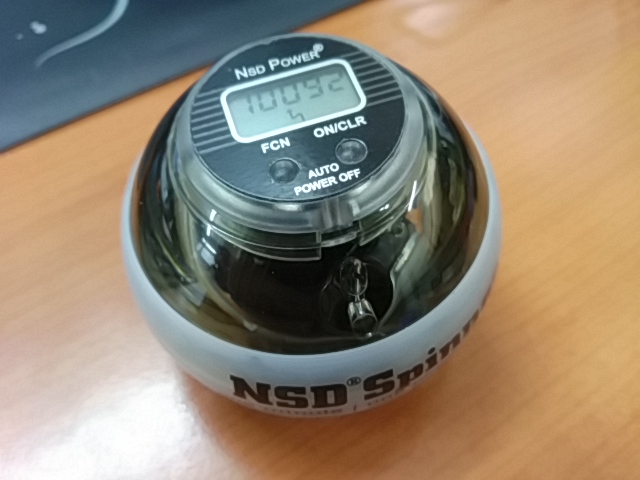 NSD POWER®
10092
FCN ON/CLR
AUTO
POWER OFF
NSD® Spinn